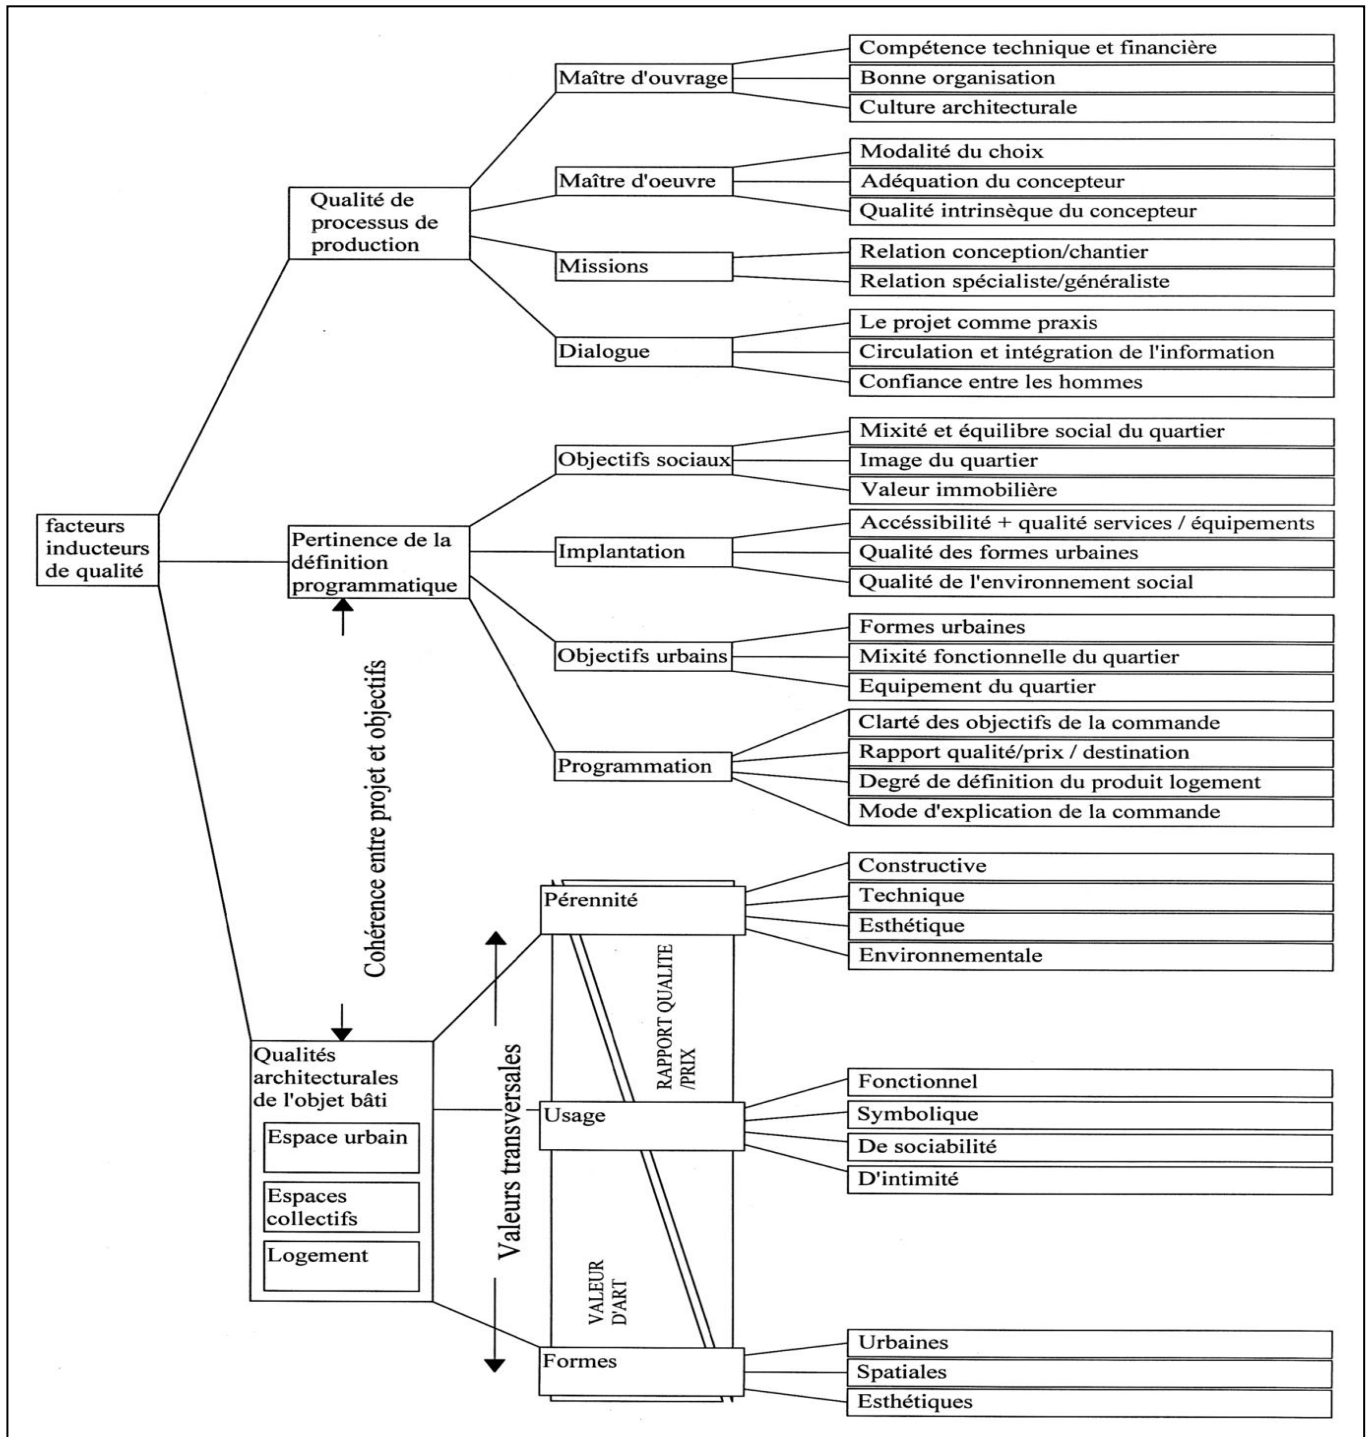 facteurs
inducteurs
de qualité
Qualité de
processus de
production
Maître d'ouvrage
Compétence technique et financière
Bonne organisation
Culture architecturale
Maître d'oeuvre
Modalité du choix
Adéquation du concepteur
Qualité intrinsèque du concepteur
Missions
Relation conception/chantier
Relation spécialiste/généraliste
Dialogue
Le projet comme praxis
Circulation et intégration de l'information
Confiance entre les hommes
Pertinence de la
définition
programmatique
Objectifs sociaux
Mixité et équilibre social du quartier
Image du quartier
Valeur immobilière
Implantation
Accéssibilité + qualité services / équipements
Qualité des formes urbaines
Qualité de l'environnement social
Objectifs urbains
Formes urbaines
Mixité fonctionnelle du quartier
Equipement du quartier
Programmation
Clarté des objectifs de la commande
Rapport qualité/prix / destination
Degré de définition du produit logement
Mode d'explication de la commande
Cohérence entre projet et objectifs
Qualités
architecturales
de l'objet bâti
Espace urbain
Espaces
collectifs
Logement
Valeurs transversales
Pérennité
Constructive
Technique
Esthétique
Environnementale
RAPPORT QUALITE
/PRIX
Usage
Fonctionnel
Symbolique
De sociabilité
D'intimité
VALEUR
D'ART
Formes
Urbaines
Spatiales
Esthétiques